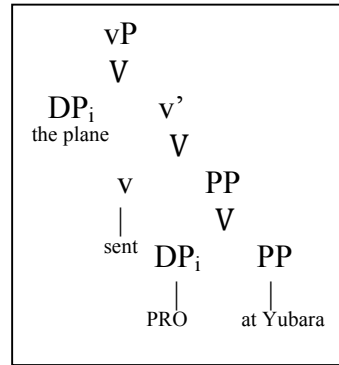 vP
V
DPi v’
the plane
V
v PP
V
sent
DPi PP
PRO at Yubara